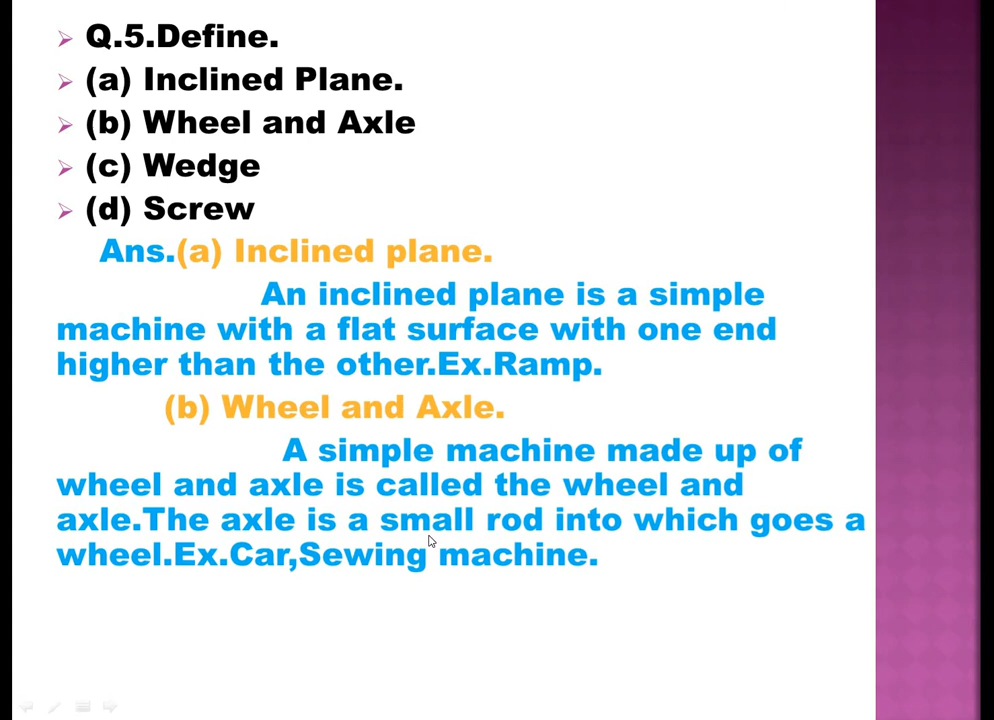 Q.5.Define.
(a) Inclined Plane.
(b) Wheel and Axle
(c) Wedge
(d) Screw
Ans.(a) Inclined plane.
An inclined plane is a simple
machine with a flat surface with one end
higher than the other.Ex.Ramp.
(b) Wheel and Axle.
A simple machine made up of
wheel and axle is called the wheel and
axle.The axle is a small rod into which goes a
wheel.Ex.Car,Sewing machine.